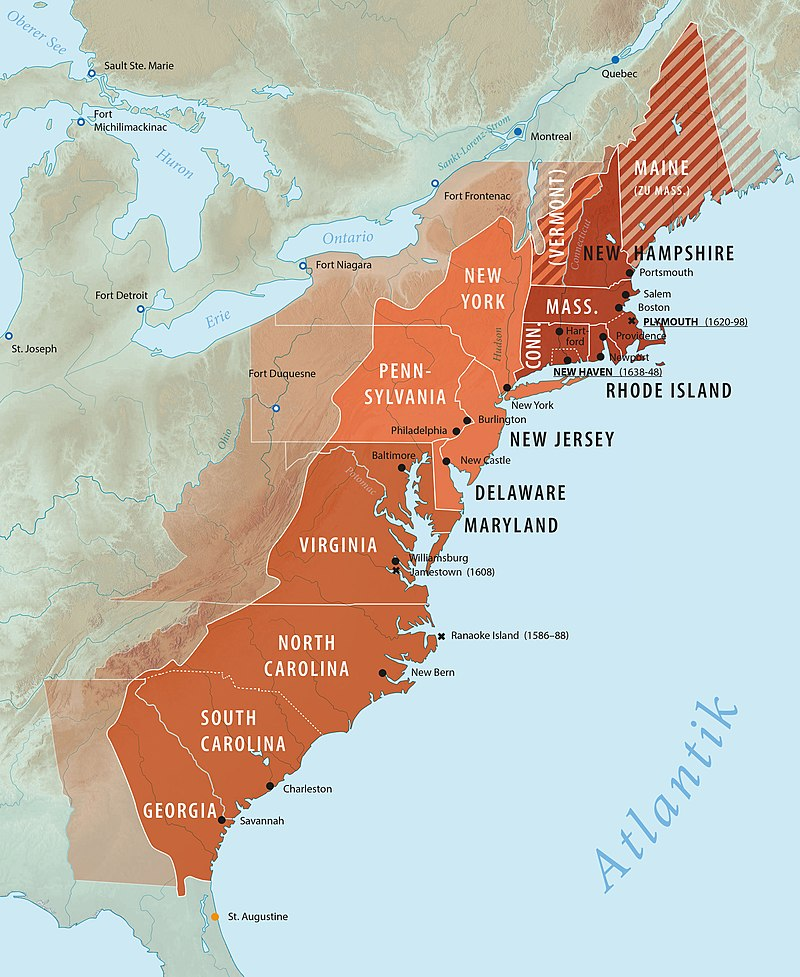 Oberer See
Sault Ste. Marie
Fort
Michilimackinac
Huron
Quebec
Sankt-Lorenz-Strom
Montreal
Fort Frontenac
Ontario
Fort Niagara
Fort Detroit
Erie
St. Joseph
Fort Duquesne
Ohio
MAINE
(ZU MASS.)
(VERMONT)
Connecticut
NEW HAMPSHIRE
Portsmouth
NEW
YORK
Hudson
MASS.
Salem
Boston
PLYMOUTH (1620-98)
CONN.
Hart-
ford
Providence
Newport
NEW HAVEN (1638-48)
RHODE ISLAND
PENN-
SYLVANIA
New York
Burlington
Philadelphia
NEW JERSEY
Baltimore
New Castle
Potomac
DELAWARE
MARYLAND
VIRGINIA
Williamsburg
Jamestown (1608)
Ranaoke Island (1586–88)
NORTH
CAROLINA
New Bern
SOUTH
CAROLINA
Charleston
GEORGIA
Savannah
St. Augustine
Atlantik